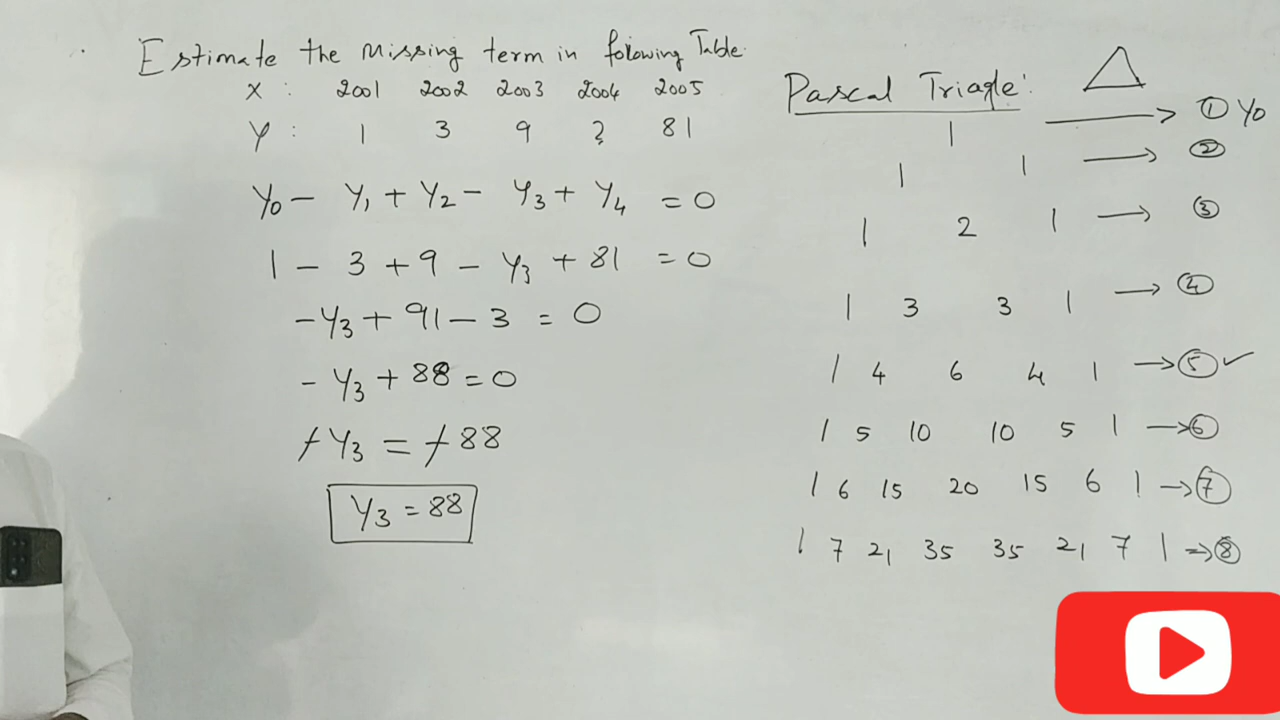 Estimate the Missing term in following Table.
X : 2001 2002 2003 2004 2005
Y : 1 3 9 ? 81
Y₀ − Y₁ + Y₂ − Y₃ + Y₄ = 0
1 − 3 + 9 − Y₃ + 81 = 0
− Y₃ + 91 − 3 = 0
− Y₃ + 88 = 0
+ Y₃ = + 88
Y₃ = 88
Pascal Triagle: △
1 → ① Y₀
1 1 → ②
1 2 1 → ③
1 3 3 1 → ④
1 4 6 4 1 → ⑤ ✓
1 5 10 10 5 1 → ⑥
1 6 15 20 15 6 1 → ⑦
1 7 21 35 35 21 7 1 → ⑧